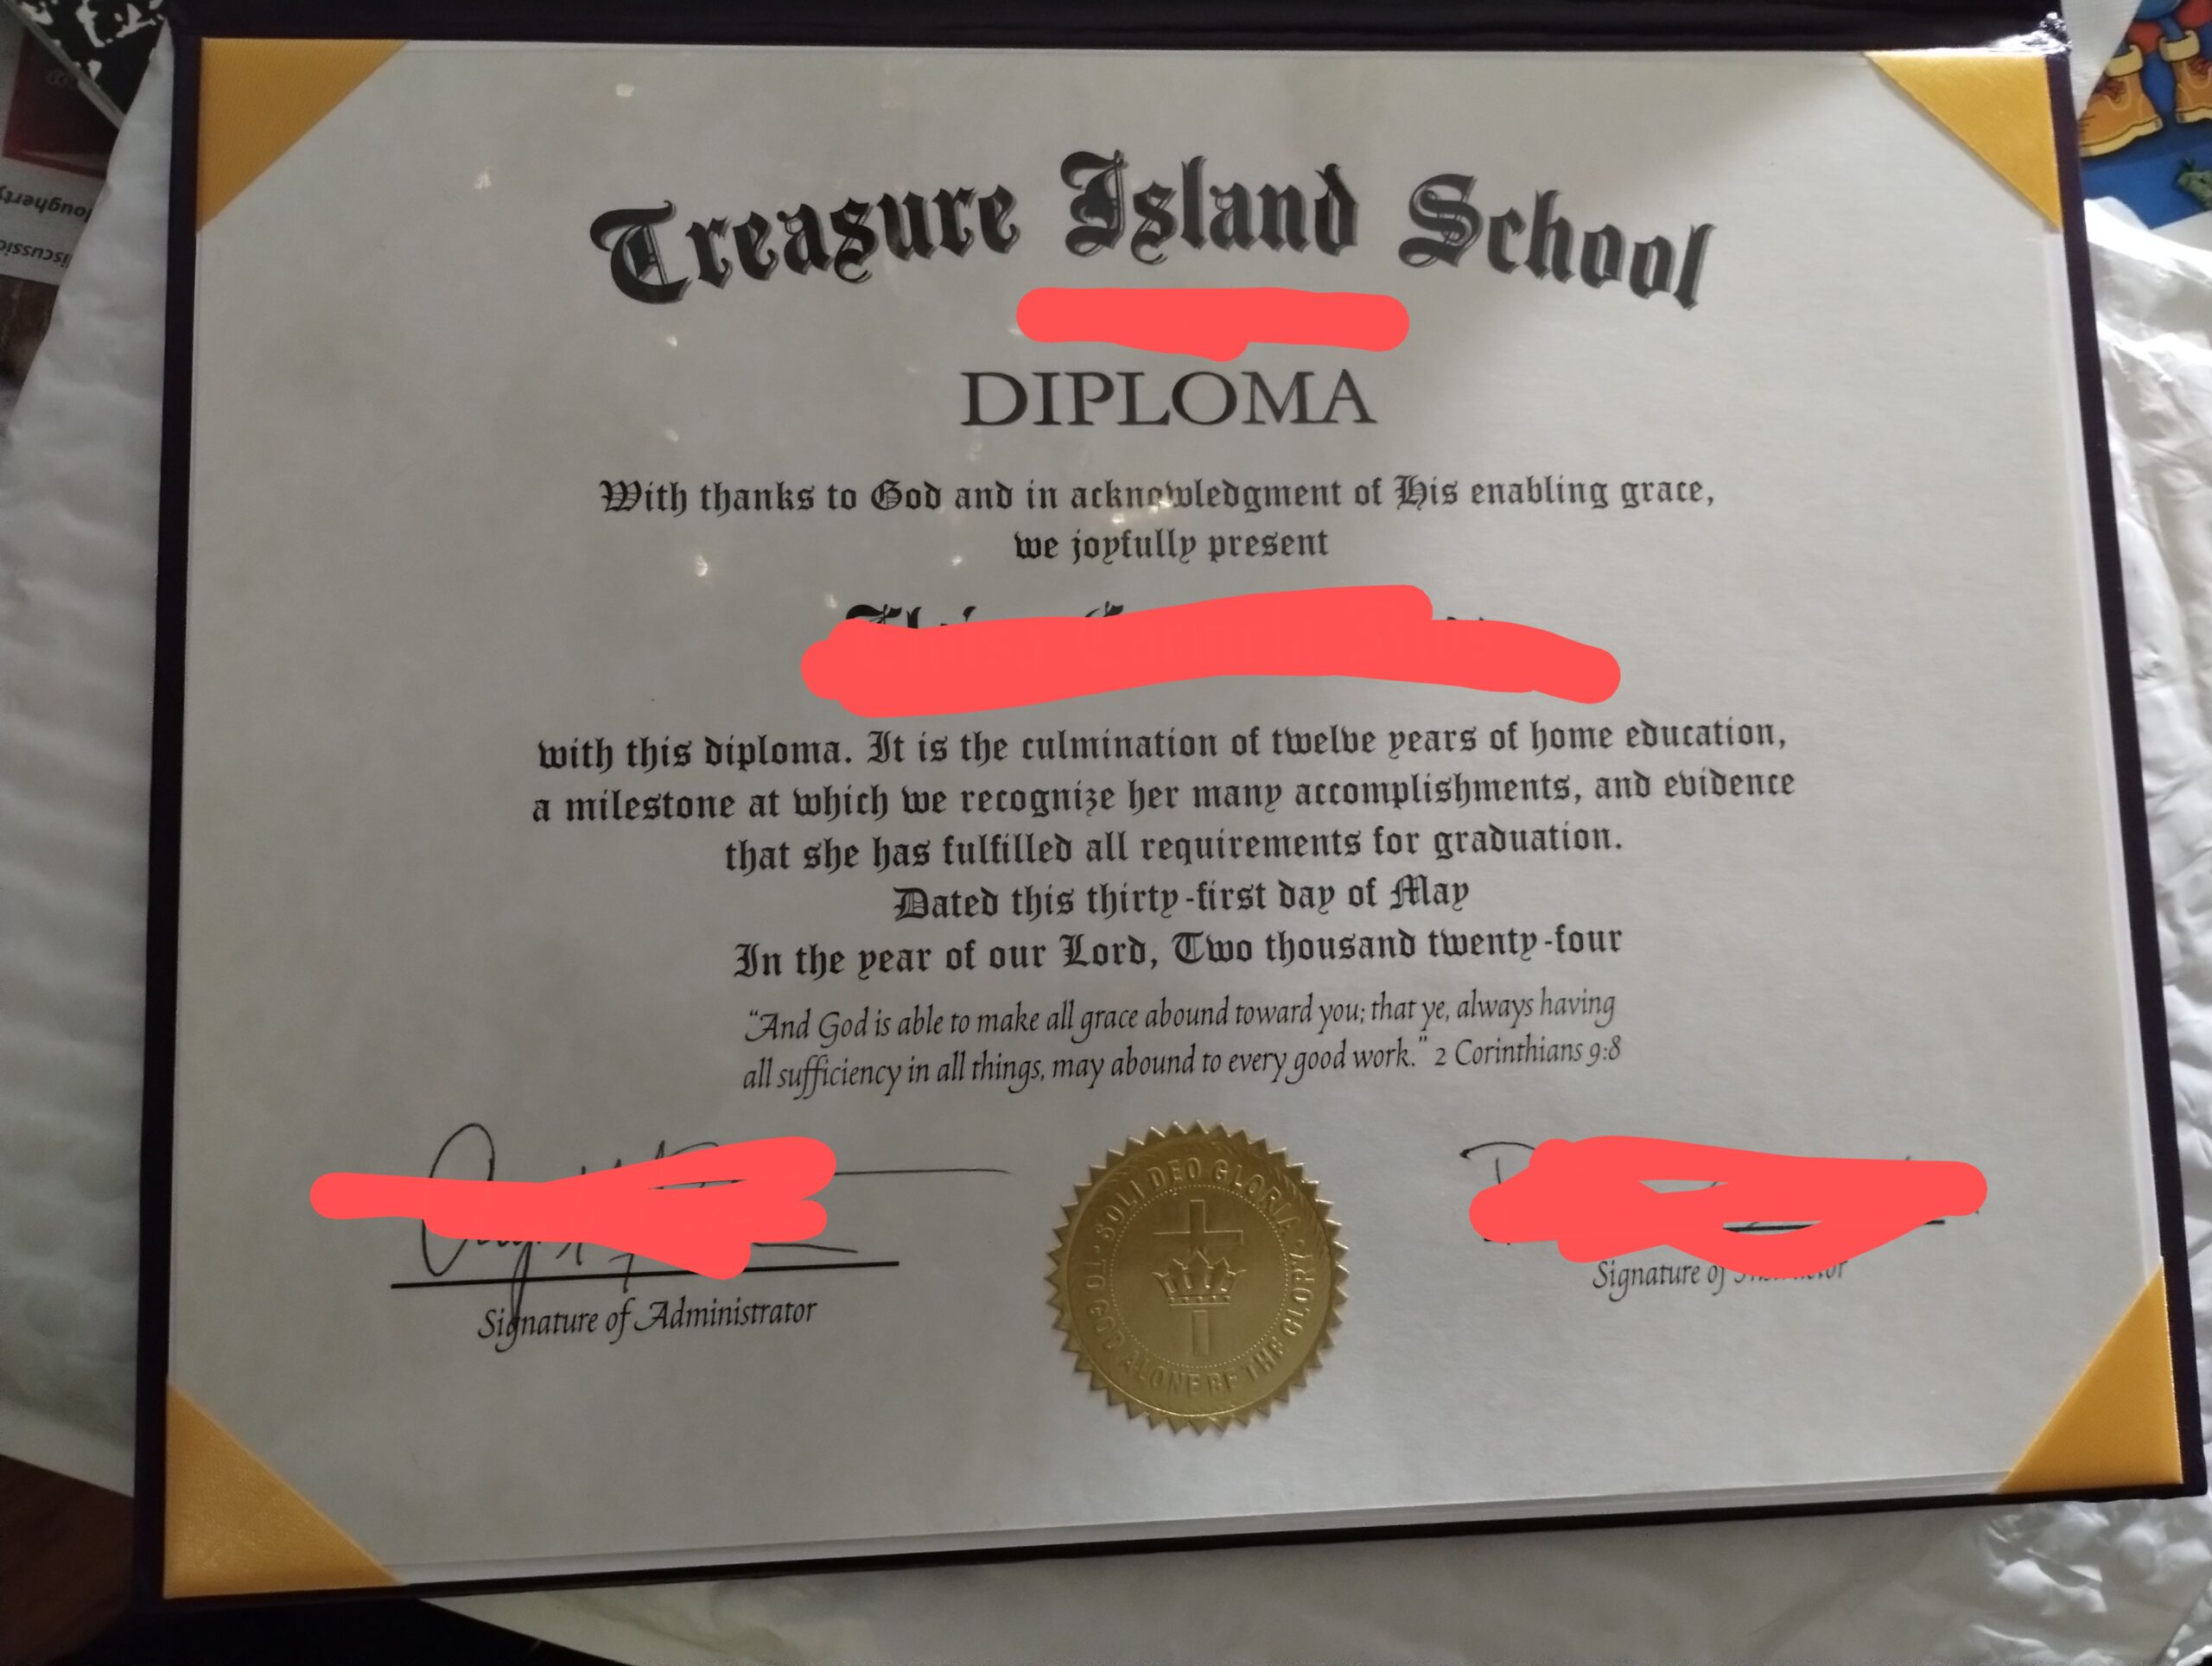 Treasure Island School
DIPLOMA
With thanks to God and in acknowledgment of His enabling grace,
we joyfully present
with this diploma. It is the culmination of twelve years of home education,
a milestone at which we recognize her many accomplishments, and evidence
that she has fulfilled all requirements for graduation.
Dated this thirty-first day of May
In the year of our Lord, Two thousand twenty-four
"And God is able to make all grace abound toward you; that ye, always having
all sufficiency in all things, may abound to every good work." 2 Corinthians 9:8
Signature of Administrator
SOLI DEO GLORIA
TO GOD ALONE BE THE GLORY
Signature of